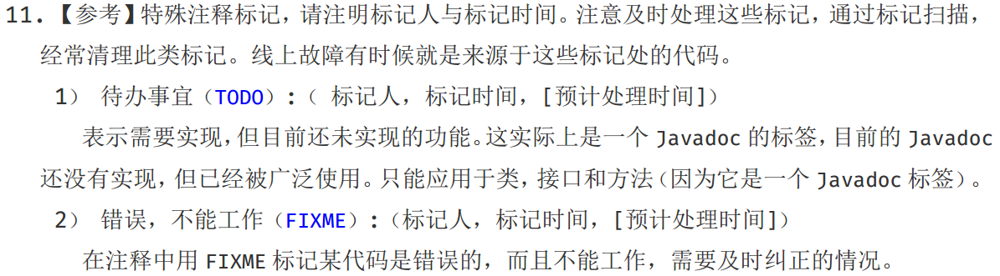 11.【参考】特殊注释标记，请注明标记人与标记时间。注意及时处理这些标记，通过标记扫描，
经常清理此类标记。线上故障有时候就是来源于这些标记处的代码。
1） 待办事宜（TODO）:（ 标记人，标记时间，[预计处理时间]）
表示需要实现，但目前还未实现的功能。这实际上是一个 Javadoc 的标签，目前的 Javadoc
还没有实现，但已经被广泛使用。只能应用于类，接口和方法（因为它是一个 Javadoc 标签）。
2） 错误，不能工作（FIXME）:（标记人，标记时间，[预计处理时间]）
在注释中用 FIXME 标记某代码是错误的，而且不能工作，需要及时纠正的情况。